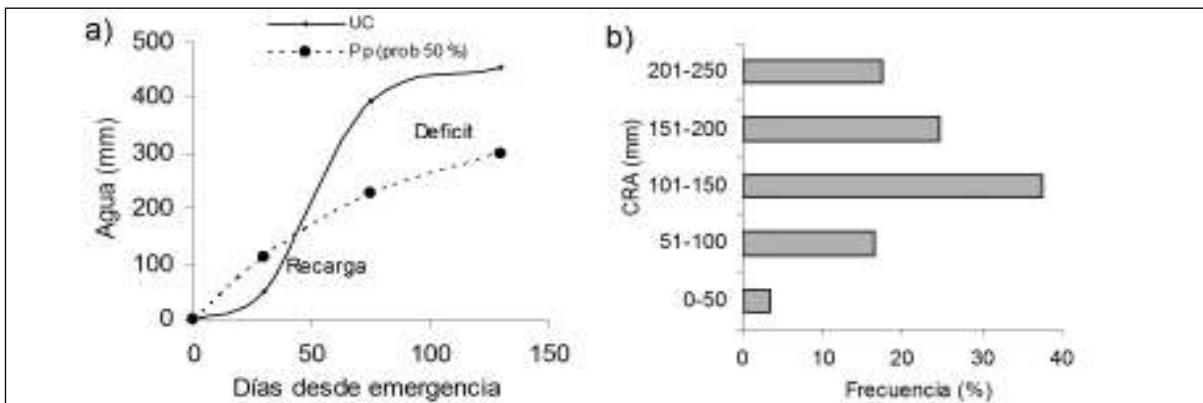 a)
UC
Pp (prob 50 %)
500
400
300
200
100
0
Agua (mm)
Deficit
Recarga
0 50 100 150
Días desde emergencia
b)
201-250
151-200
101-150
51-100
0-50
CRA (mm)
0 10 20 30 40
Frecuencia (%)